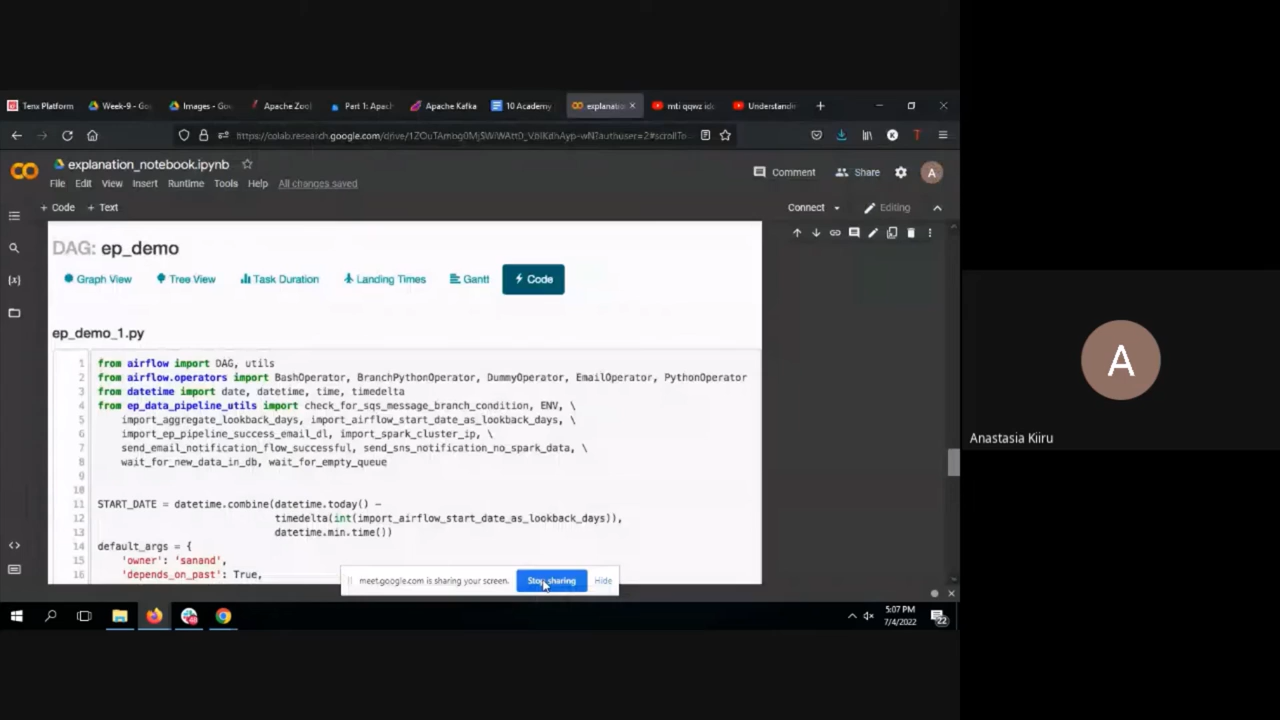 Tenx Platform Week-9 - Go Images - Goo Apache Zool Part 1: Apach Apache Kafka 10 Academy explanatio mti qqwz idc Understandin
explanation_notebook.ipynb
File Edit View Insert Runtime Tools Help All changes saved
Comment Share A
+ Code + Text
Connect Editing
DAG: ep_demo
Graph View Tree View Task Duration Landing Times Gantt Code
ep_demo_1.py
1 from airflow import DAG, utils
2 from airflow.operators import BashOperator, BranchPythonOperator, DummyOperator, EmailOperator, PythonOperator
3 from datetime import date, datetime, time, timedelta
4 from ep_data_pipeline_utils import check_for_sqs_message_branch_condition, ENV, \
5 import_aggregate_lookback_days, import_airflow_start_date_as_lookback_days, \
6 import_ep_pipeline_success_email_dl, import_spark_cluster_ip, \
7 send_email_notification_flow_successful, send_sns_notification_no_spark_data, \
8 wait_for_new_data_in_db, wait_for_empty_queue
9
10
11 START_DATE = datetime.combine(datetime.today() -
12 timedelta(int(import_airflow_start_date_as_lookback_days)),
13 datetime.min.time())
14 default_args = {
15 'owner': 'sanand',
16 'depends_on_past': True,
meet.google.com is sharing your screen. Stop sharing Hide
5:07 PM
7/4/2022
22
A
Anastasia Kiiru